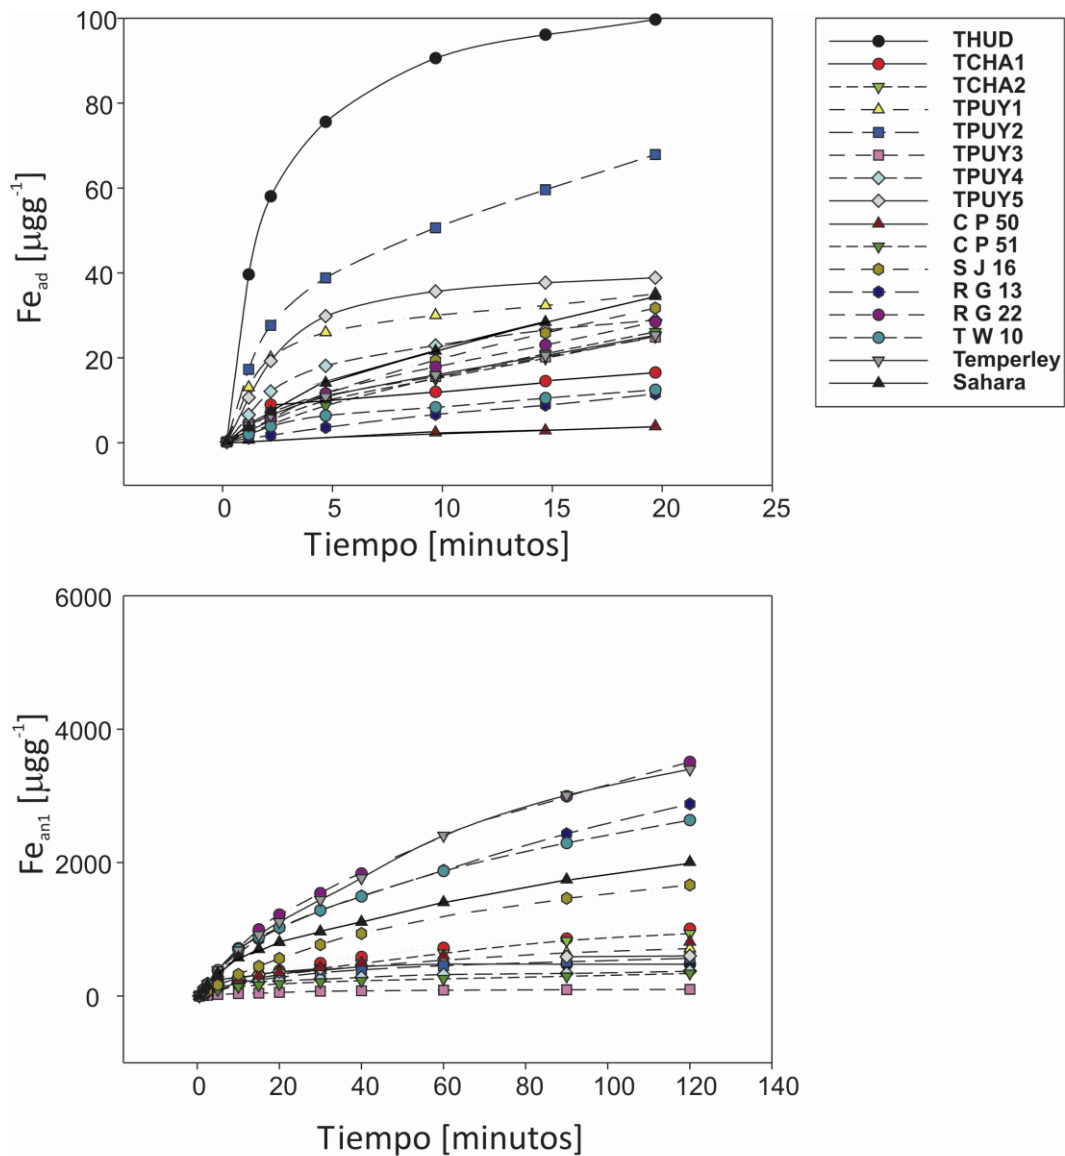 100
80
60
40
20
0
Fe_ad [µgg⁻¹]
0 5 10 15 20 25
Tiempo [minutos]
THUD
TCHA1
TCHA2
TPUY1
TPUY2
TPUY3
TPUY4
TPUY5
C P 50
C P 51
S J 16
R G 13
R G 22
T W 10
Temperley
Sahara
6000
4000
2000
0
Fe_an1 [µgg⁻¹]
0 20 40 60 80 100 120 140
Tiempo [minutos]